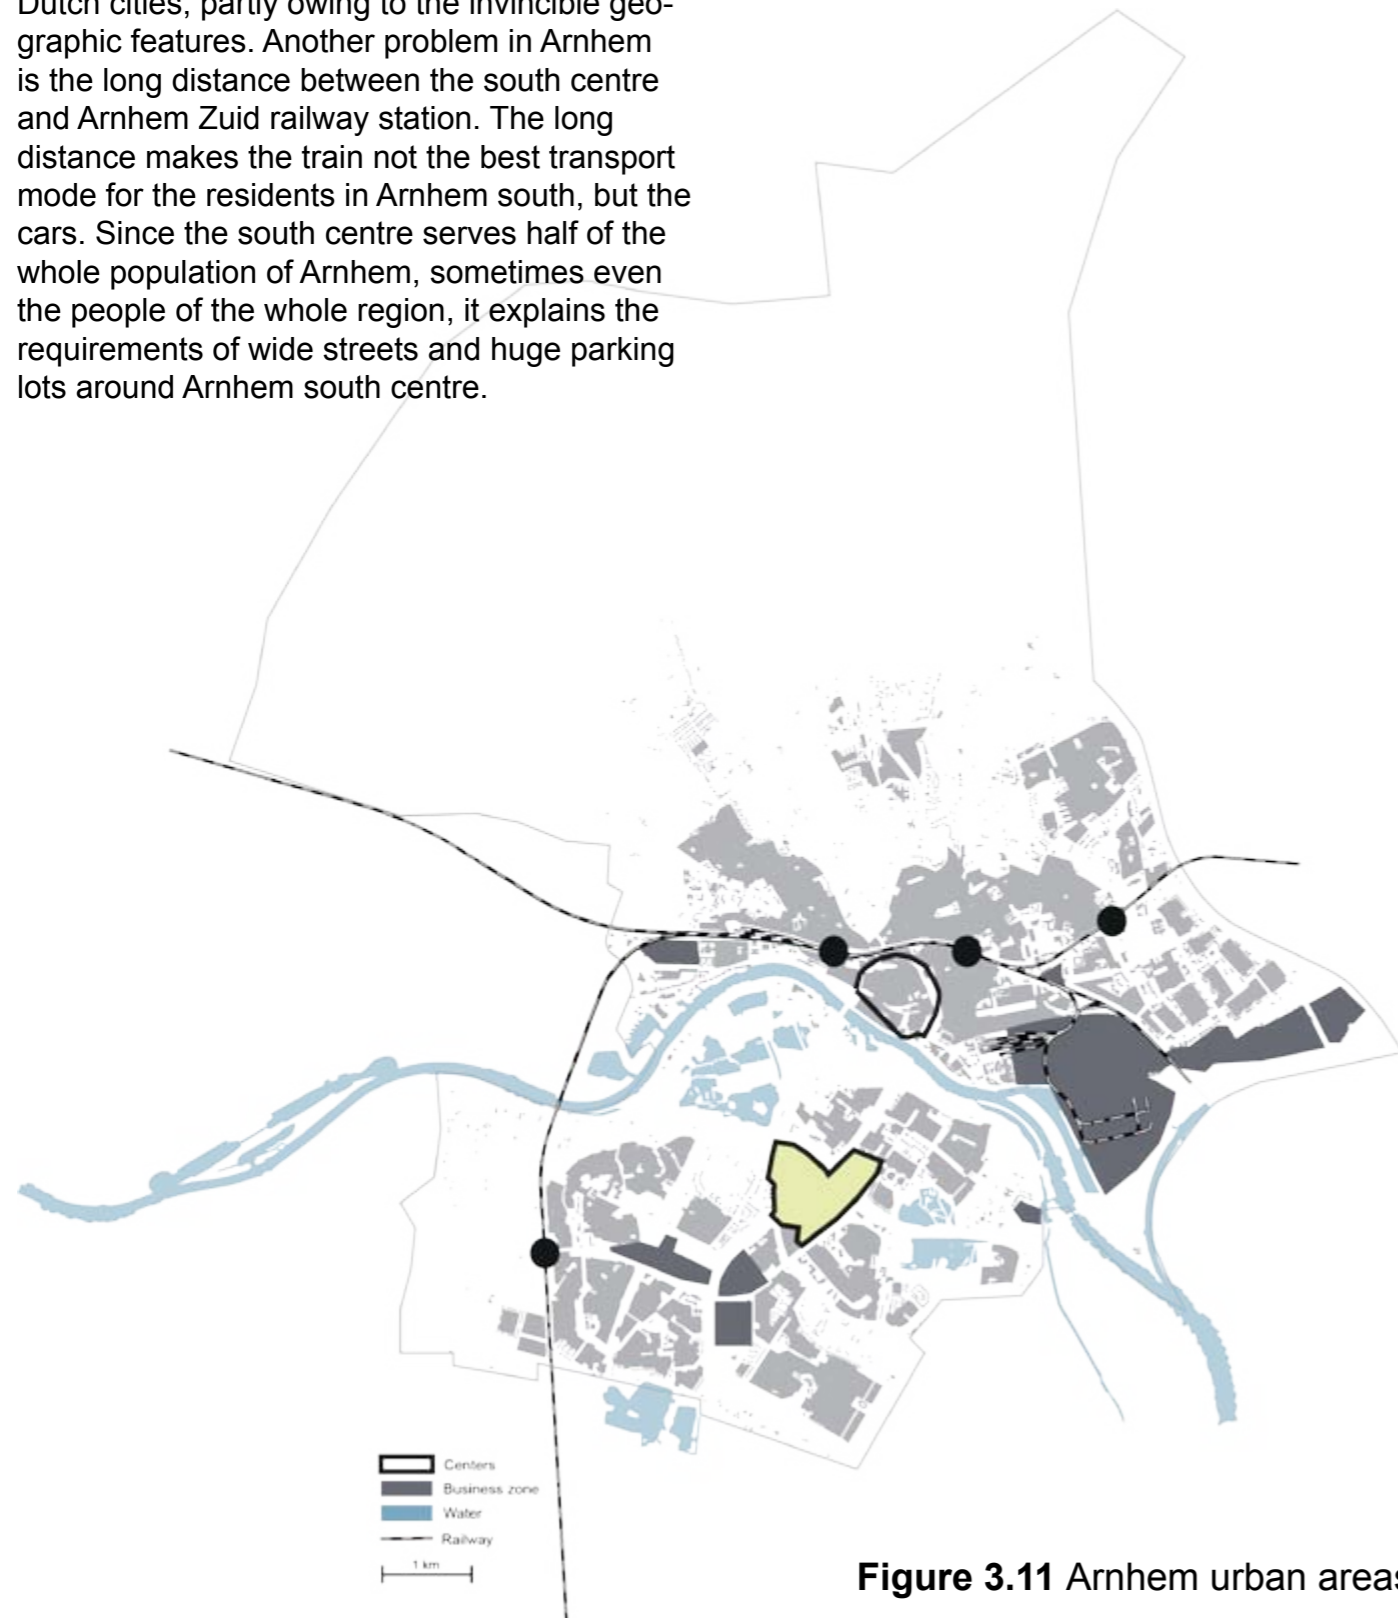 Dutch cities, partly owing to the invincible geo-
graphic features. Another problem in Arnhem
is the long distance between the south centre
and Arnhem Zuid railway station. The long
distance makes the train not the best transport
mode for the residents in Arnhem south, but the
cars. Since the south centre serves half of the
whole population of Arnhem, sometimes even
the people of the whole region, it explains the
requirements of wide streets and huge parking
lots around Arnhem south centre.
Centers
Business zone
Water
Railway
1 km
Figure 3.11 Arnhem urban areas